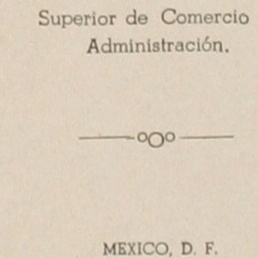 Superior de Comercio
Administración.
MEXICO, D. F.